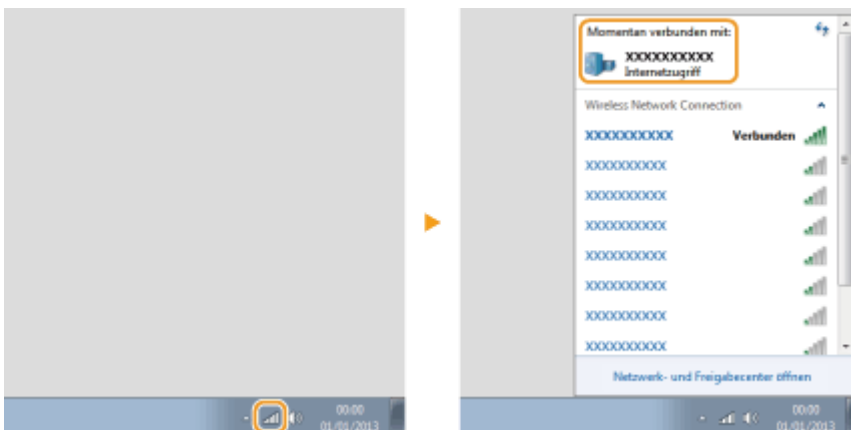 00:00
01/01/2013
Momentan verbunden mit:
XXXXXXXXXX
Internetzugriff
Wireless Network Connection
XXXXXXXXXX Verbunden
XXXXXXXXXX
XXXXXXXXXX
XXXXXXXXXX
XXXXXXXXXX
XXXXXXXXXX
XXXXXXXXXX
XXXXXXXXXX
Netzwerk- und Freigabecenter öffnen
00:00
01/01/2013